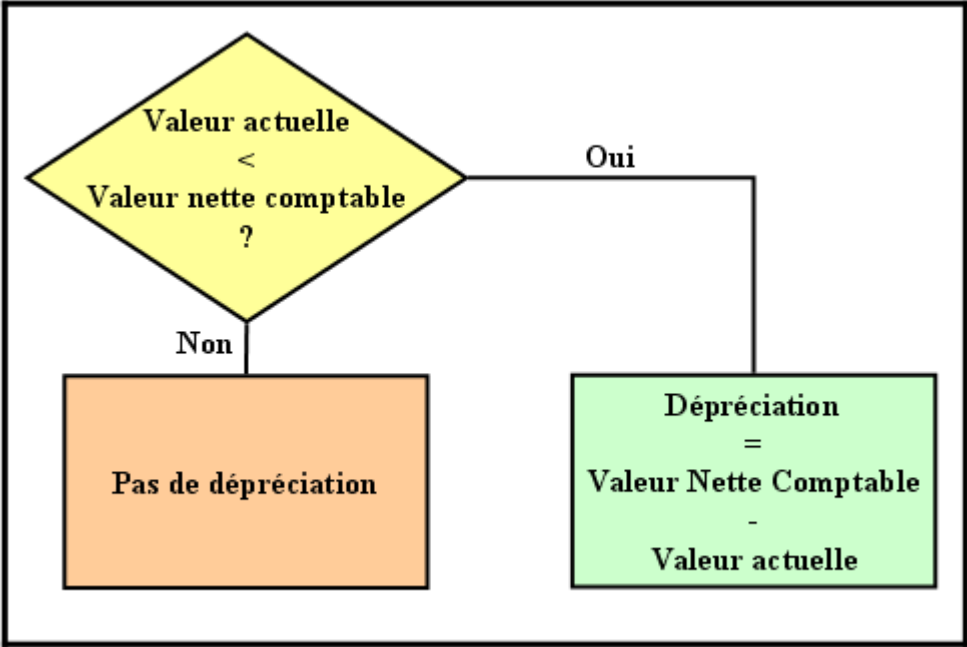 Valeur actuelle
<
Valeur nette comptable
?
Oui
Non
Pas de dépréciation
Dépréciation
=
Valeur Nette Comptable
-
Valeur actuelle